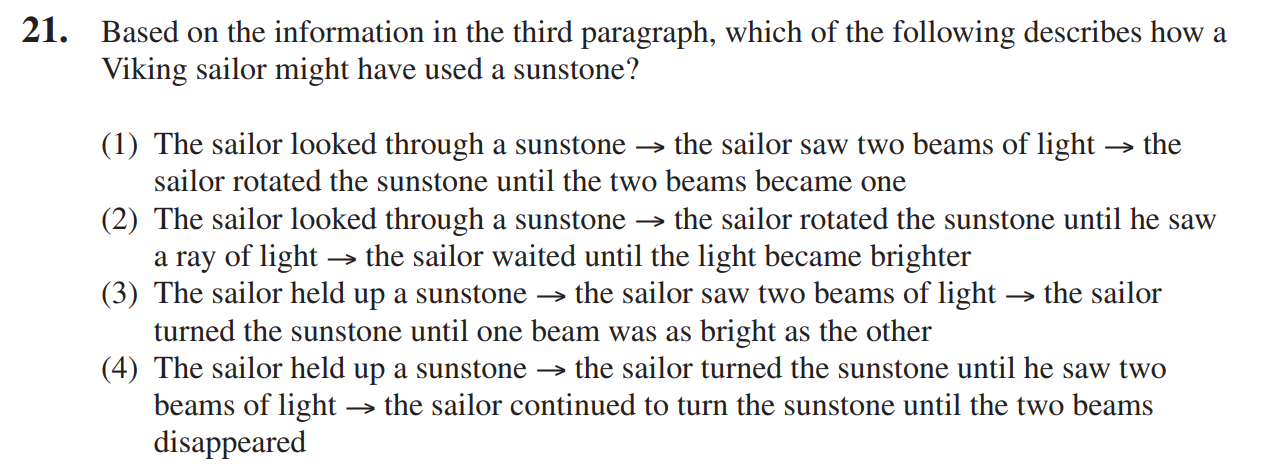 21. Based on the information in the third paragraph, which of the following describes how a
Viking sailor might have used a sunstone?
(1) The sailor looked through a sunstone → the sailor saw two beams of light → the
sailor rotated the sunstone until the two beams became one
(2) The sailor looked through a sunstone → the sailor rotated the sunstone until he saw
a ray of light → the sailor waited until the light became brighter
(3) The sailor held up a sunstone → the sailor saw two beams of light → the sailor
turned the sunstone until one beam was as bright as the other
(4) The sailor held up a sunstone → the sailor turned the sunstone until he saw two
beams of light → the sailor continued to turn the sunstone until the two beams
disappeared